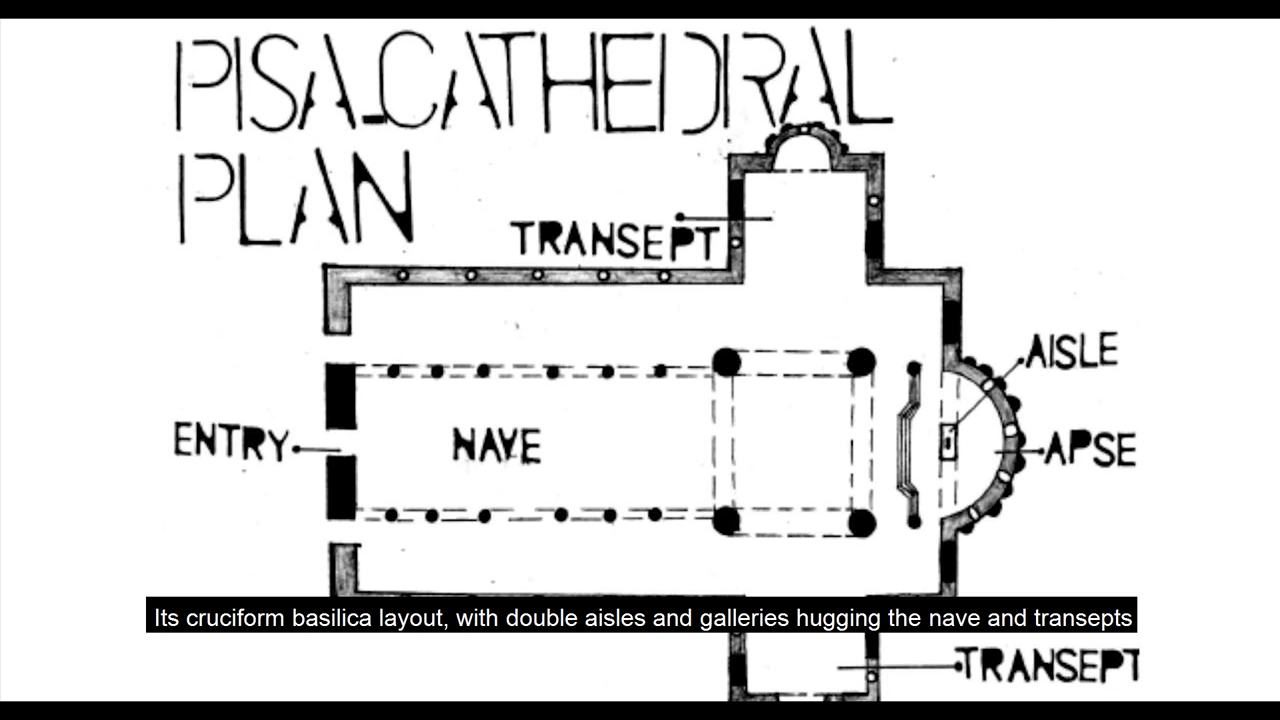 PISA-CATHEDRAL
PLAN
TRANSEPT
AISLE
ENTRY
NAVE
APSE
Its cruciform basilica layout, with double aisles and galleries hugging the nave and transepts
TRANSEPT